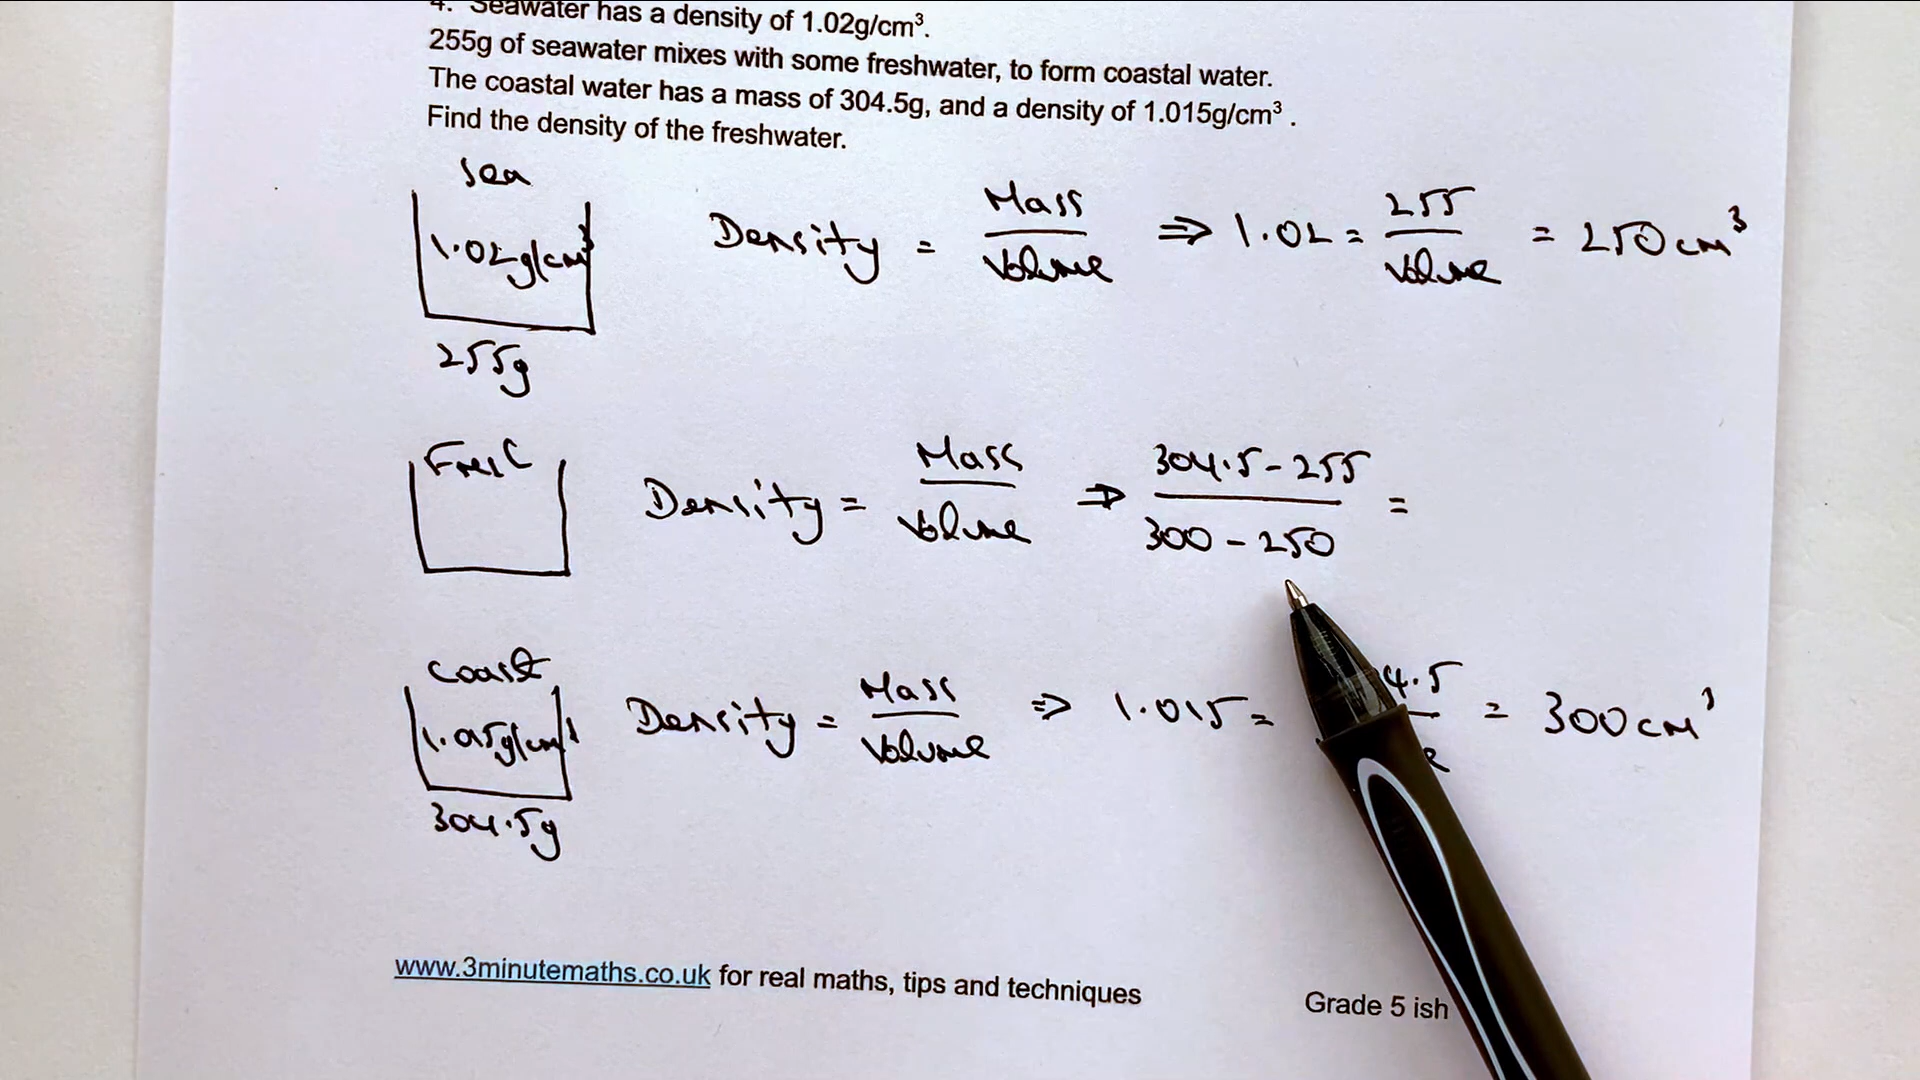 4. Seawater has a density of 1.02g/cm³.
255g of seawater mixes with some freshwater, to form coastal water.
The coastal water has a mass of 304.5g, and a density of 1.015g/cm³ .
Find the density of the freshwater.
Sea
1.02g/cm³
255g
Density = Mass / Volume ⇒ 1.02 = 255 / Volume = 250cm³
Density = Mass / Volume ⇒ 304.5 - 255 / 300 - 250 =
Coast
304.5g
Density = Mass / Volume ⇒ 1.015 = 4.5 = 300cm³
www.3minutemaths.co.uk for real maths, tips and techniques
Grade 5 ish